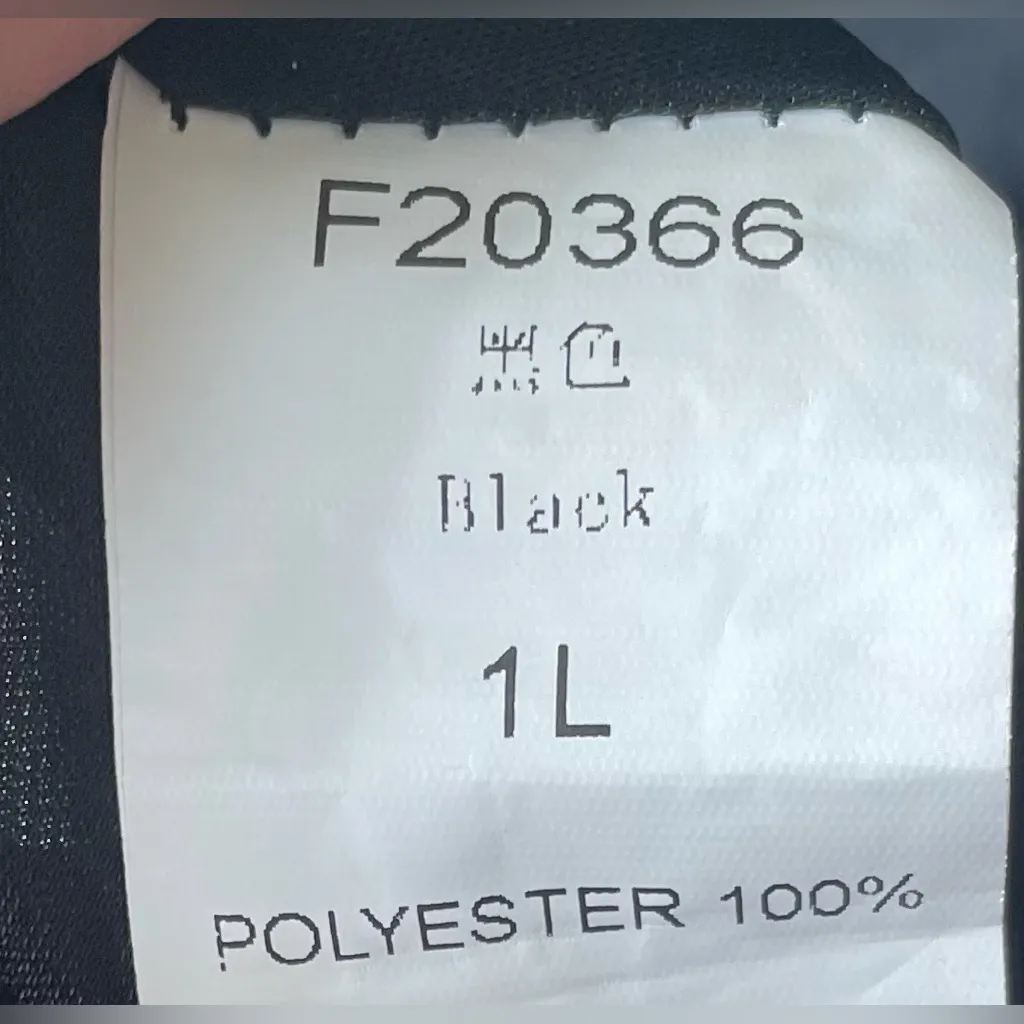 F20366
黑色
Black
1L
POLYESTER 100%